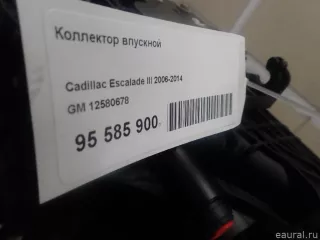 Коллектор впускной
Cadillac Escalade III 2006-2014
GM 12580678
95 585 900
eaural.ru